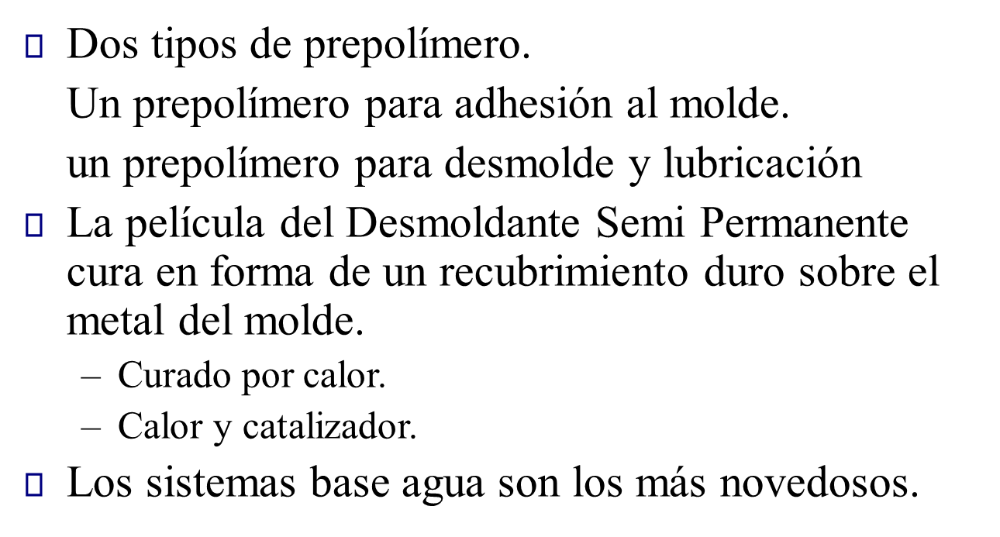 Dos tipos de prepolímero.
Un prepolímero para adhesión al molde.
un prepolímero para desmolde y lubricación
La película del Desmoldante Semi Permanente
cura en forma de un recubrimiento duro sobre el
metal del molde.
– Curado por calor.
– Calor y catalizador.
Los sistemas base agua son los más novedosos.